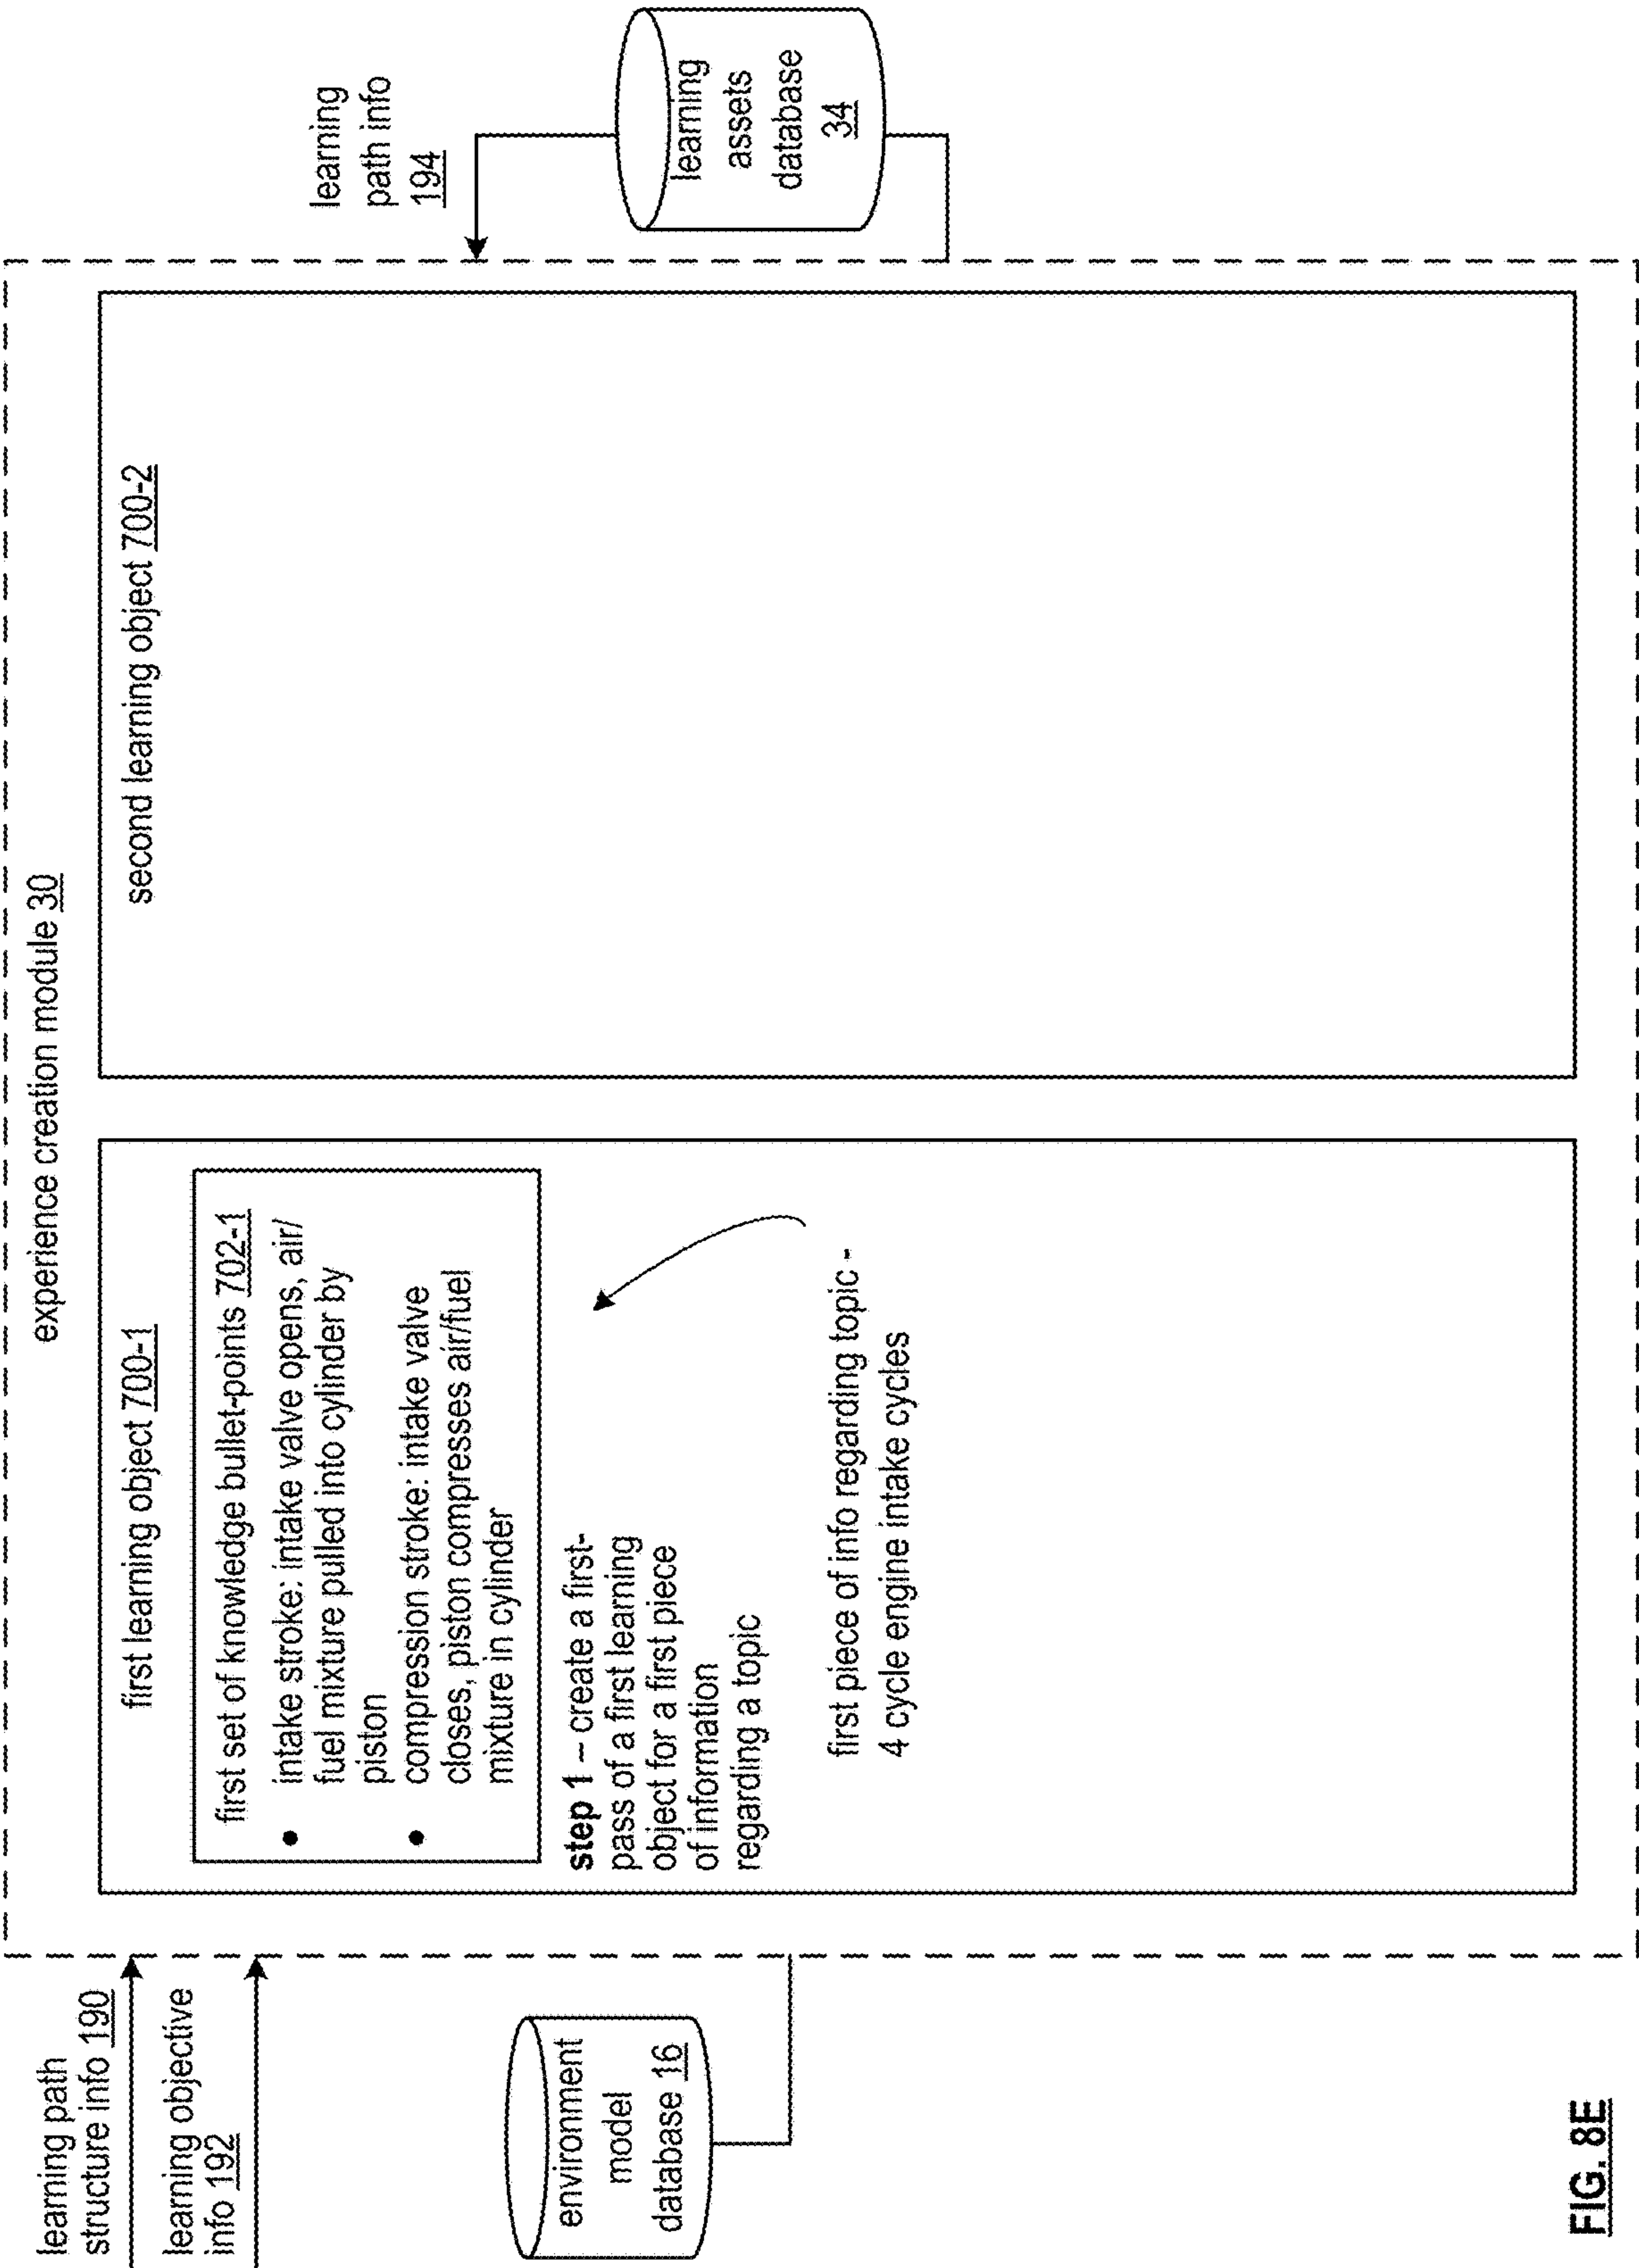 experience creation module 30
learning path
structure info 190
learning objective
info 192
environment
model
database 16
first learning object 700-1
first set of knowledge bullet-points 702-1
• intake stroke: intake valve opens, air/
fuel mixture pulled into cylinder by
piston
• compression stroke: intake valve
closes, piston compresses air/fuel
mixture in cylinder
step 1 – create a first-
pass of a first learning
object for a first piece
of information
regarding a topic
first piece of info regarding topic -
4 cycle engine intake cycles
second learning object 700-2
learning
path info
194
learning
assets
database
34
FIG. 8E